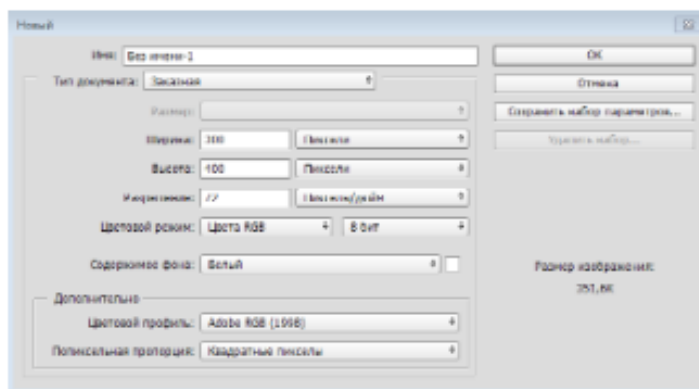 Новый
Имя: Без имени-1
OK
Тип документа: Заказная
Отмена
Размер:
Сохранить набор параметров...
Ширина: 300 Пиксели
Удалить набор...
Высота: 400 Пиксели
Разрешение: 72 Пиксели/дюйм
Цветовой режим: Цвета RGB 8 бит
Содержимое фона: Белый
Размер изображения:
351,6K
Дополнительно
Цветовой профиль: Adobe RGB (1998)
Попиксельная пропорция: Квадратные пикселы